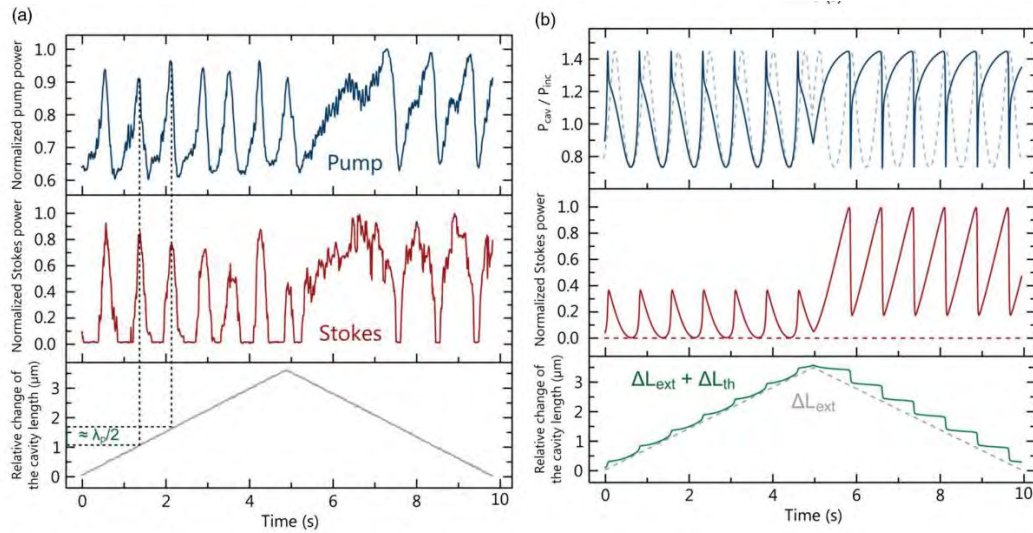 (a)
Normalized pump power
1.0
0.9
0.8
0.7
0.6
Pump
Normalized Stokes power
1.0
0.8
0.6
0.4
0.2
0.0
Stokes
Relative change of
the cavity length (μm)
3
2
1
0
≈ λp/2
0 2 4 6 8 10
Time (s)
(b)
Pcav / Pinc
1.4
1.2
1.0
0.8
Normalized Stokes power
1.0
0.8
0.6
0.4
0.2
0.0
Relative change of
the cavity length (μm)
3
2
1
0
ΔLext + ΔLth
ΔLext
0 2 4 6 8 10
Time (s)